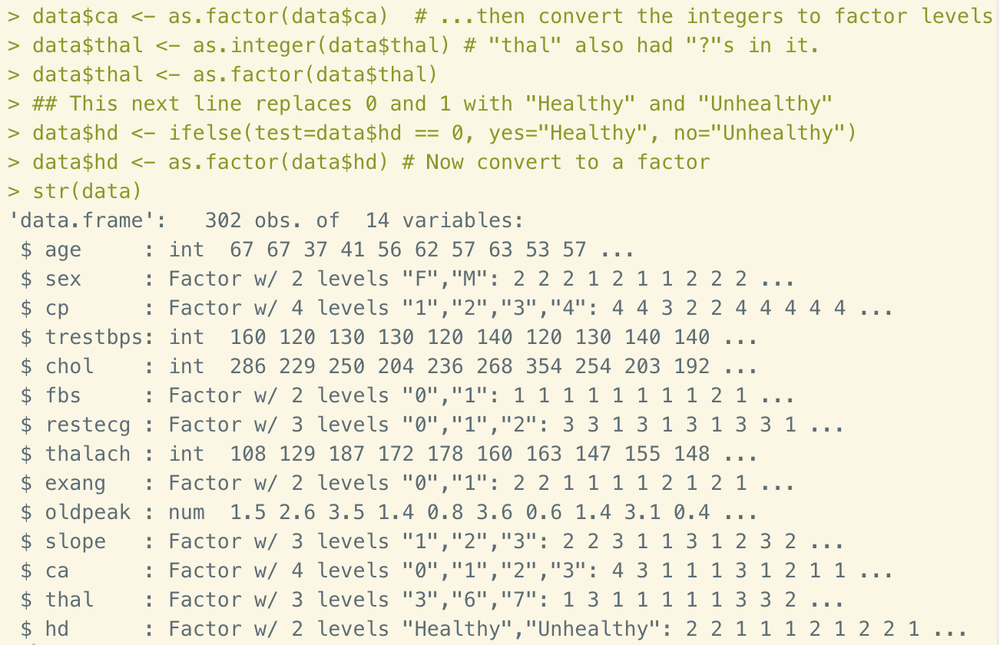 > data$ca <- as.factor(data$ca)  # ...then convert the integers to factor levels
> data$thal <- as.integer(data$thal) # "thal" also had "?"s in it.
> data$thal <- as.factor(data$thal)
> ## This next line replaces 0 and 1 with "Healthy" and "Unhealthy"
> data$hd <- ifelse(test=data$hd == 0, yes="Healthy", no="Unhealthy")
> data$hd <- as.factor(data$hd) # Now convert to a factor
> str(data)
'data.frame':   302 obs. of  14 variables:
 $ age     : int  67 67 37 41 56 62 57 63 53 57 ...
 $ sex     : Factor w/ 2 levels "F","M": 2 2 2 1 2 1 1 2 2 2 ...
 $ cp      : Factor w/ 4 levels "1","2","3","4": 4 4 3 2 2 4 4 4 4 4 ...
 $ trestbps: int  160 120 130 130 120 140 120 130 140 140 ...
 $ chol    : int  286 229 250 204 236 268 354 254 203 192 ...
 $ fbs     : Factor w/ 2 levels "0","1": 1 1 1 1 1 1 1 1 2 1 ...
 $ restecg : Factor w/ 3 levels "0","1","2": 3 3 1 3 1 3 1 3 3 1 ...
 $ thalach : int  108 129 187 172 178 160 163 147 155 148 ...
 $ exang   : Factor w/ 2 levels "0","1": 2 2 1 1 1 1 2 1 2 1 ...
 $ oldpeak : num  1.5 2.6 3.5 1.4 0.8 3.6 0.6 1.4 3.1 0.4 ...
 $ slope   : Factor w/ 3 levels "1","2","3": 2 2 3 1 1 3 1 2 3 2 ...
 $ ca      : Factor w/ 4 levels "0","1","2","3": 4 3 1 1 1 3 1 2 1 1 ...
 $ thal    : Factor w/ 3 levels "3","6","7": 1 3 1 1 1 1 1 3 3 2 ...
 $ hd      : Factor w/ 2 levels "Healthy","Unhealthy": 2 2 1 1 1 2 1 2 2 1 ...